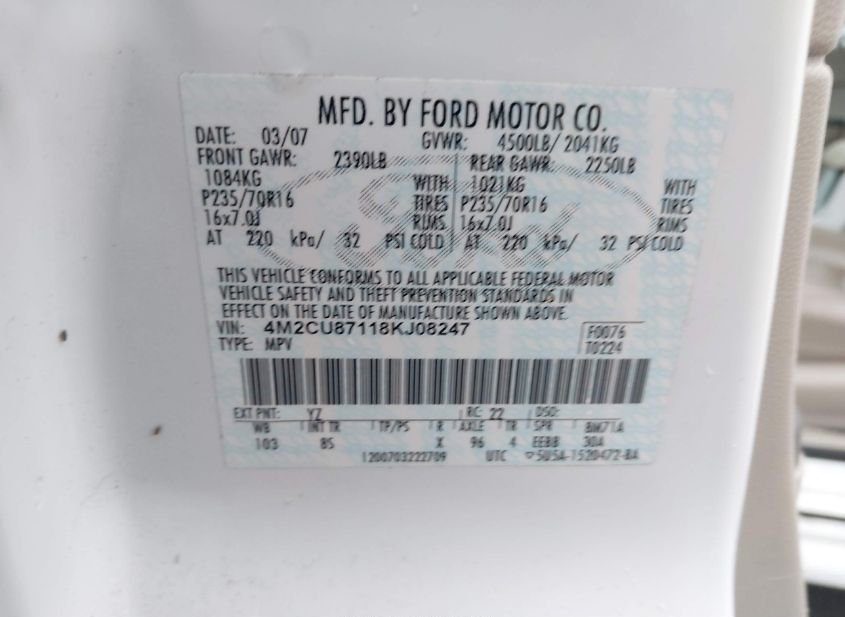 MFD. BY FORD MOTOR CO.
DATE: 03/07 GVWR: 4500LB/ 2041KG
FRONT GAWR: 2390LB REAR GAWR: 2250LB
1084KG WITH 1021KG WITH
P235/70R16 TIRES P235/70R16 TIRES
16x7.0J RIMS 16x7.0J RIMS
AT 220 kPa/ 32 PSI COLD AT 220 kPa/ 32 PSI COLD
THIS VEHICLE CONFORMS TO ALL APPLICABLE FEDERAL MOTOR
VEHICLE SAFETY AND THEFT PREVENTION STANDARDS IN
EFFECT ON THE DATE OF MANUFACTURE SHOWN ABOVE.
VIN: 4M2CU87118KJ08247 F0076
TYPE: MPV T0224
EXT PNT: YZ RC: 22 DSO:
WB INT TR TP/PS R AXLE TR SPR BM71A
103 85 X 96 4 EEBB 30A
1200703222709 UTC ▽5U5A-1520472-BA